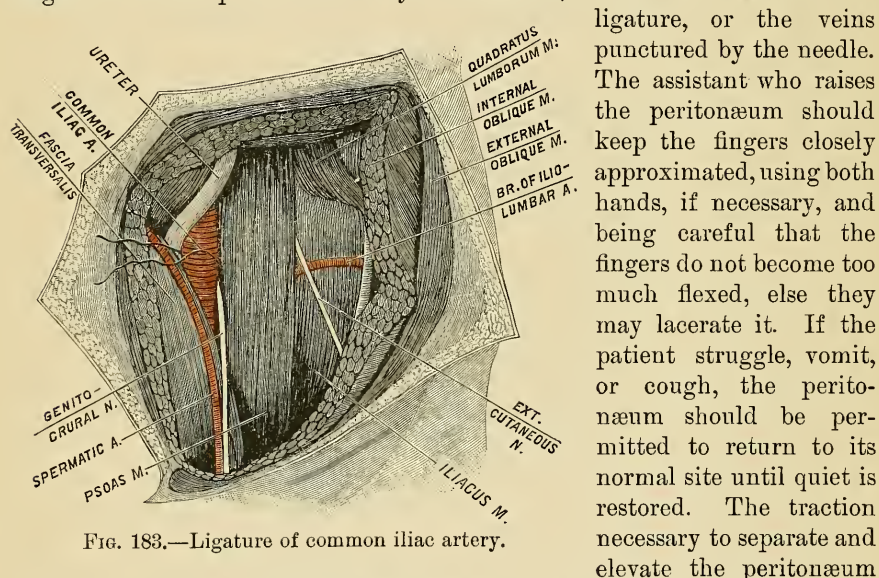 URETER
COMMON
ILIAC A.
FASCIA
TRANSVERSALIS
QUADRATUS
LUMBORUM M:
INTERNAL
OBLIQUE M.
EXTERNAL
OBLIQUE M.
BR.OF ILIO-
LUMBAR A.
GENITO-
CRURAL N.
SPERMATIC A.
PSOAS M.
EXT.
CUTANEOUS
N.
ILIACUS M.
FIG. 183.—Ligature of common iliac artery.
ligature, or the veins
punctured by the needle.
The assistant who raises
the peritonæum should
keep the fingers closely
approximated, using both
hands, if necessary, and
being careful that the
fingers do not become too
much flexed, else they
may lacerate it. If the
patient struggle, vomit,
or cough, the perito-
næum should be per-
mitted to return to its
normal site until quiet is
restored. The traction
necessary to separate and
elevate the peritonæum